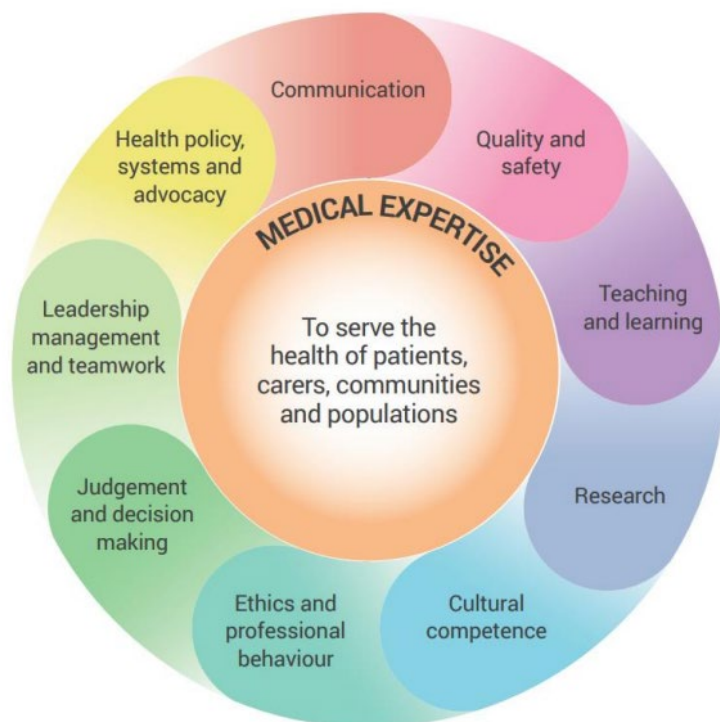 Communication
Quality and
safety
Teaching
and learning
Research
Cultural
competence
Ethics and
professional
behaviour
Judgement
and decision
making
Leadership
management
and teamwork
Health policy,
systems and
advocacy
MEDICAL EXPERTISE
To serve the
health of patients,
carers, communities
and populations